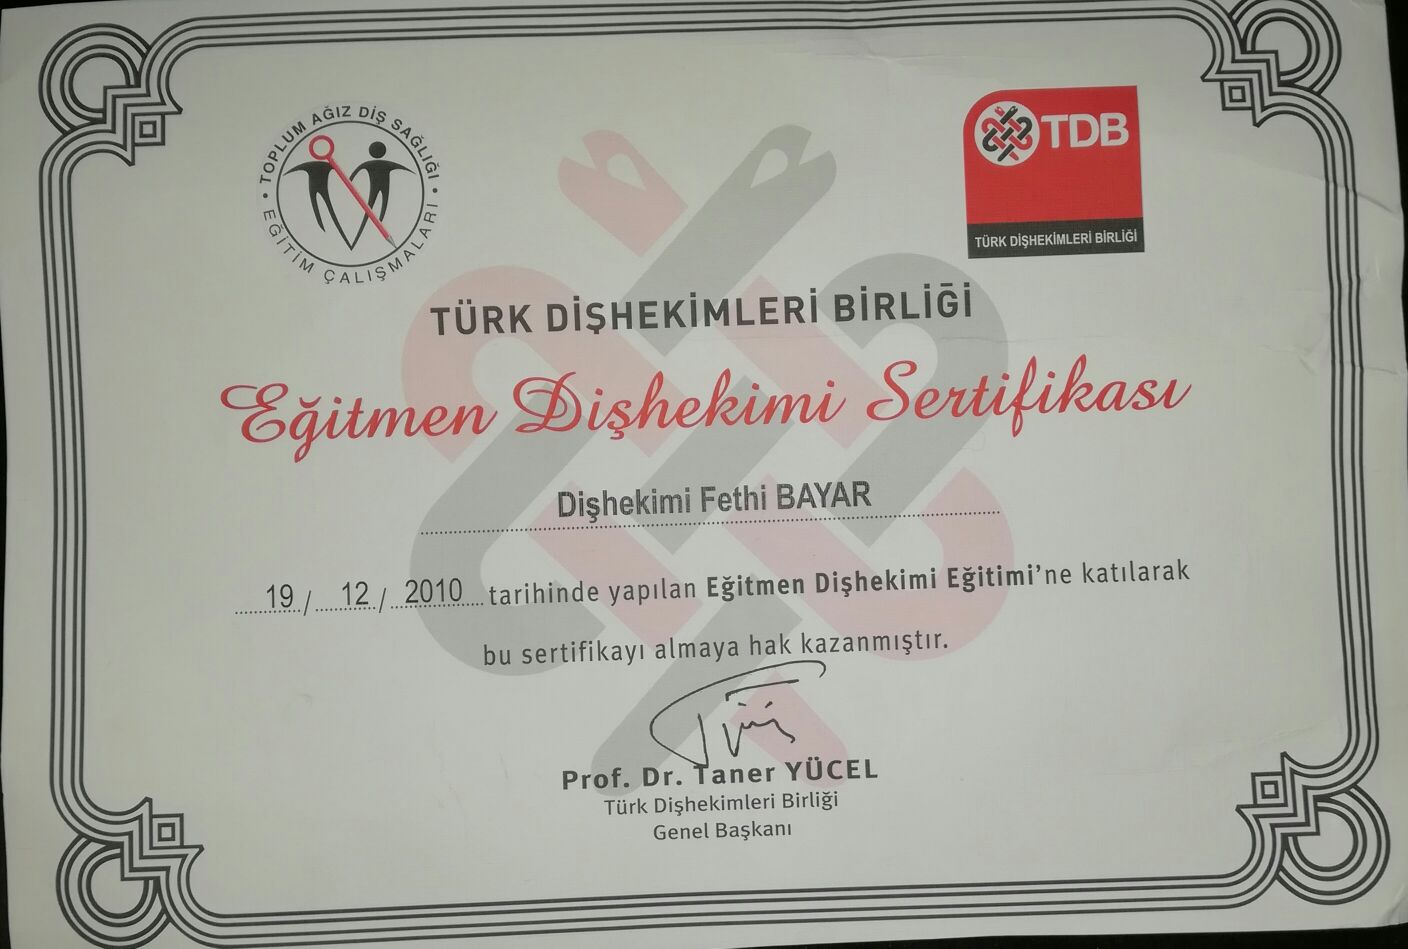 • TOPLUM AĞIZ DİŞ SAĞLIĞI •
EĞİTİM ÇALIŞMALARI
TDB
TÜRK DİŞHEKİMLERİ BİRLİĞİ
TÜRK DİŞHEKİMLERİ BİRLİĞİ
Eğitmen Dişhekimi Sertifikası
Dişhekimi Fethi BAYAR
19 / 12 / 2010 tarihinde yapılan Eğitmen Dişhekimi Eğitimi'ne katılarak
bu sertifikayı almaya hak kazanmıştır.
Prof. Dr. Taner YÜCEL
Türk Dişhekimleri Birliği
Genel Başkanı